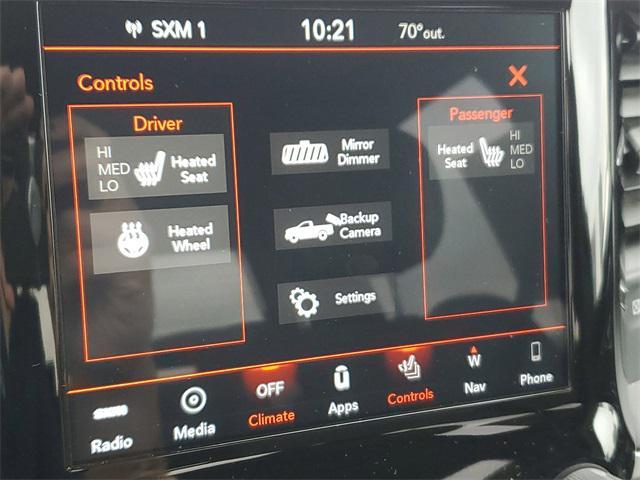 SXM 1 10:21 70°out.
Controls X
Driver
HI
MED
LO
Heated
Seat
Heated
Wheel
Mirror
Dimmer
Backup
Camera
Settings
Passenger
Heated
Seat
HI
MED
LO
SXM
Radio
Media
OFF
Climate
Apps
Controls
W
Nav
Phone